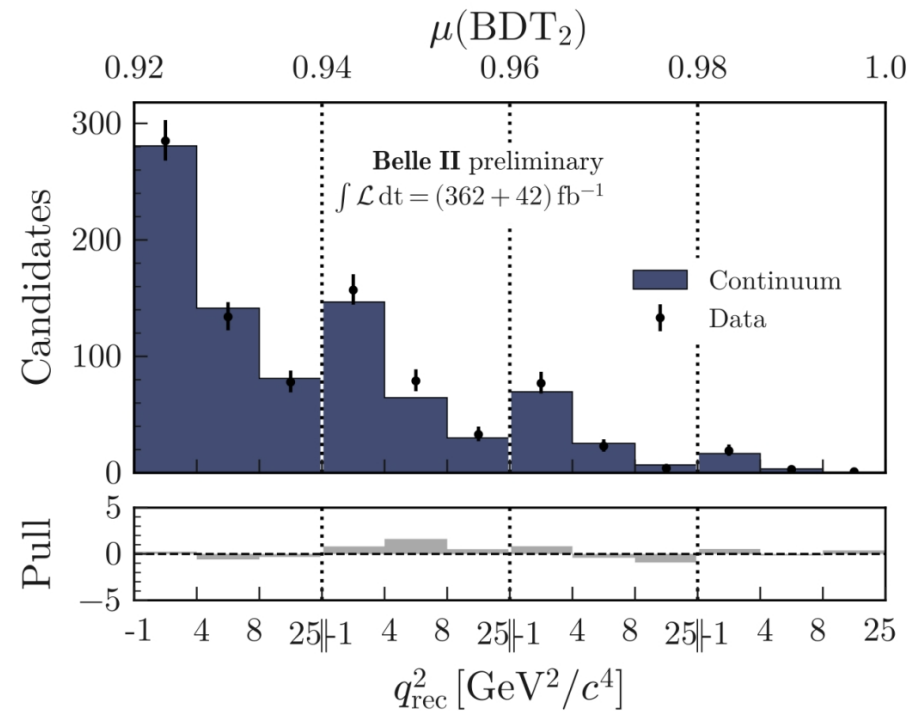 μ(BDT₂)
0.92 0.94 0.96 0.98 1.0
300
200
100
0
Candidates
Belle II preliminary
∫ ℒ dt = (362 + 42) fb⁻¹
Continuum
Data
5
0
−5
Pull
-1 4 8 25||-1 4 8 25||-1 4 8 25||-1 4 8 25
q²rec [GeV²/c⁴]